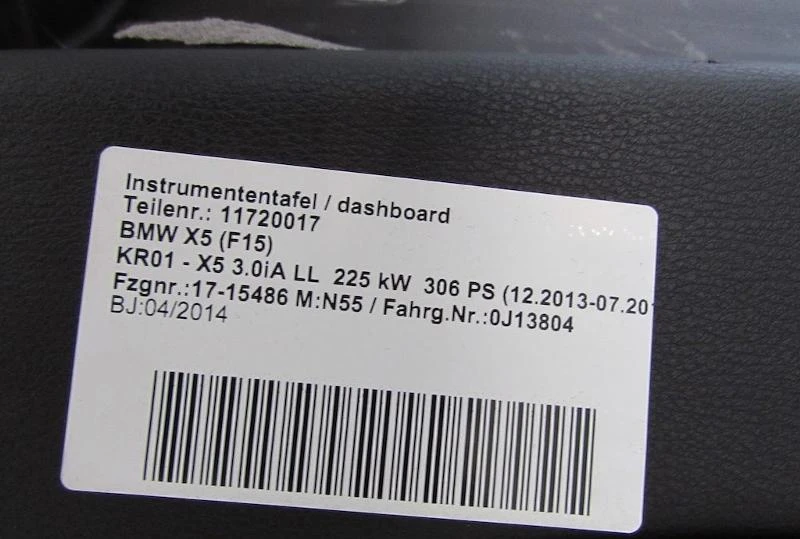 Instrumententafel / dashboard
Teilenr.: 11720017
BMW X5 (F15)
KR01 - X5 3.0iA LL 225 kW 306 PS (12.2013-07.201
Fzgnr.:17-15486 M:N55 / Fahrg.Nr.:0J13804
BJ:04/2014